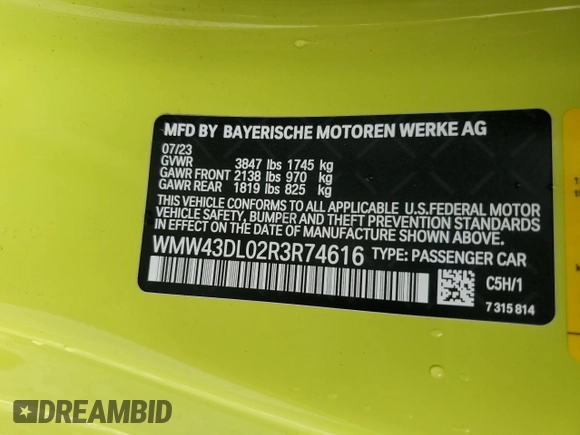 MFD BY BAYERISCHE MOTOREN WERKE AG
07/23
GVWR 3847 lbs 1745 kg
GAWR FRONT 2138 lbs 970 kg
GAWR REAR 1819 lbs 825 kg
THIS VEHICLE CONFORMS TO ALL APPLICABLE U.S.FEDERAL MOTOR
VEHICLE SAFETY, BUMPER AND THEFT PREVENTION STANDARDS
IN EFFECT ON THE DATE OF MANUFACTURE SHOWN ABOVE.
WMW43DL02R3R74616 TYPE: PASSENGER CAR
C5H/1
7 315 814
DREAMBID